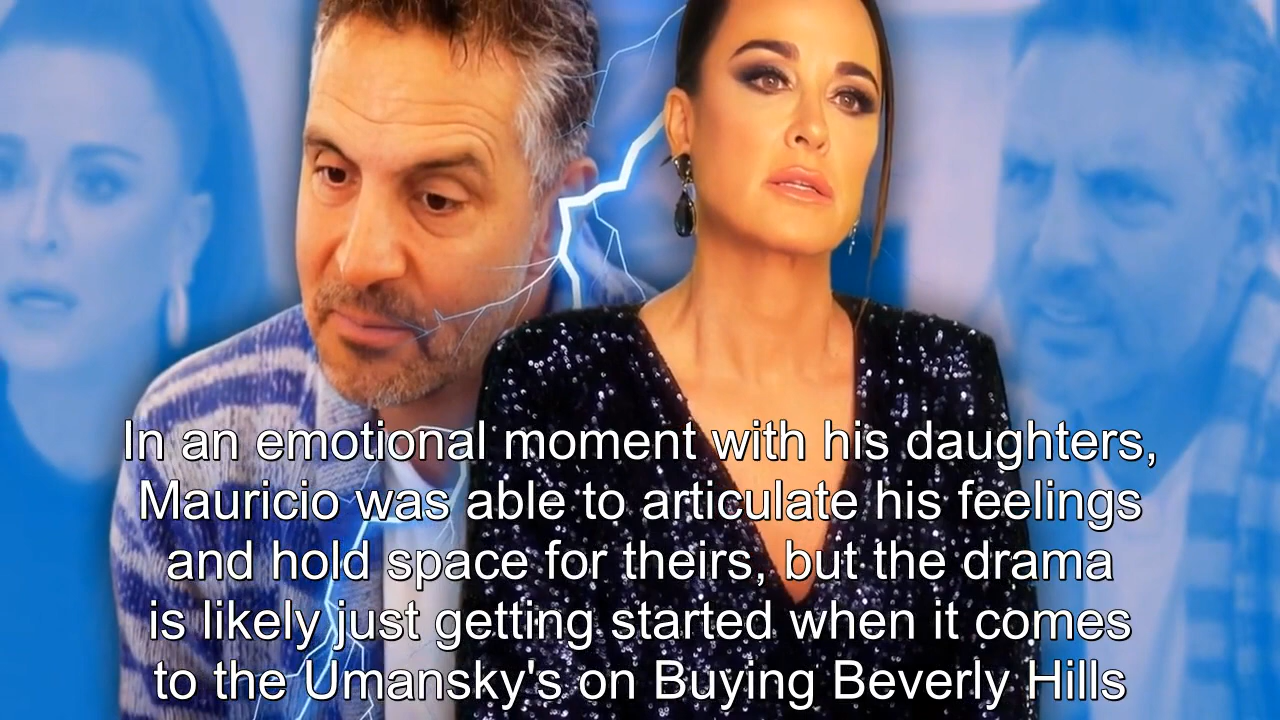 In an emotional moment with his daughters,
Mauricio was able to articulate his feelings
and hold space for theirs, but the drama
is likely just getting started when it comes
to the Umansky's on Buying Beverly Hills